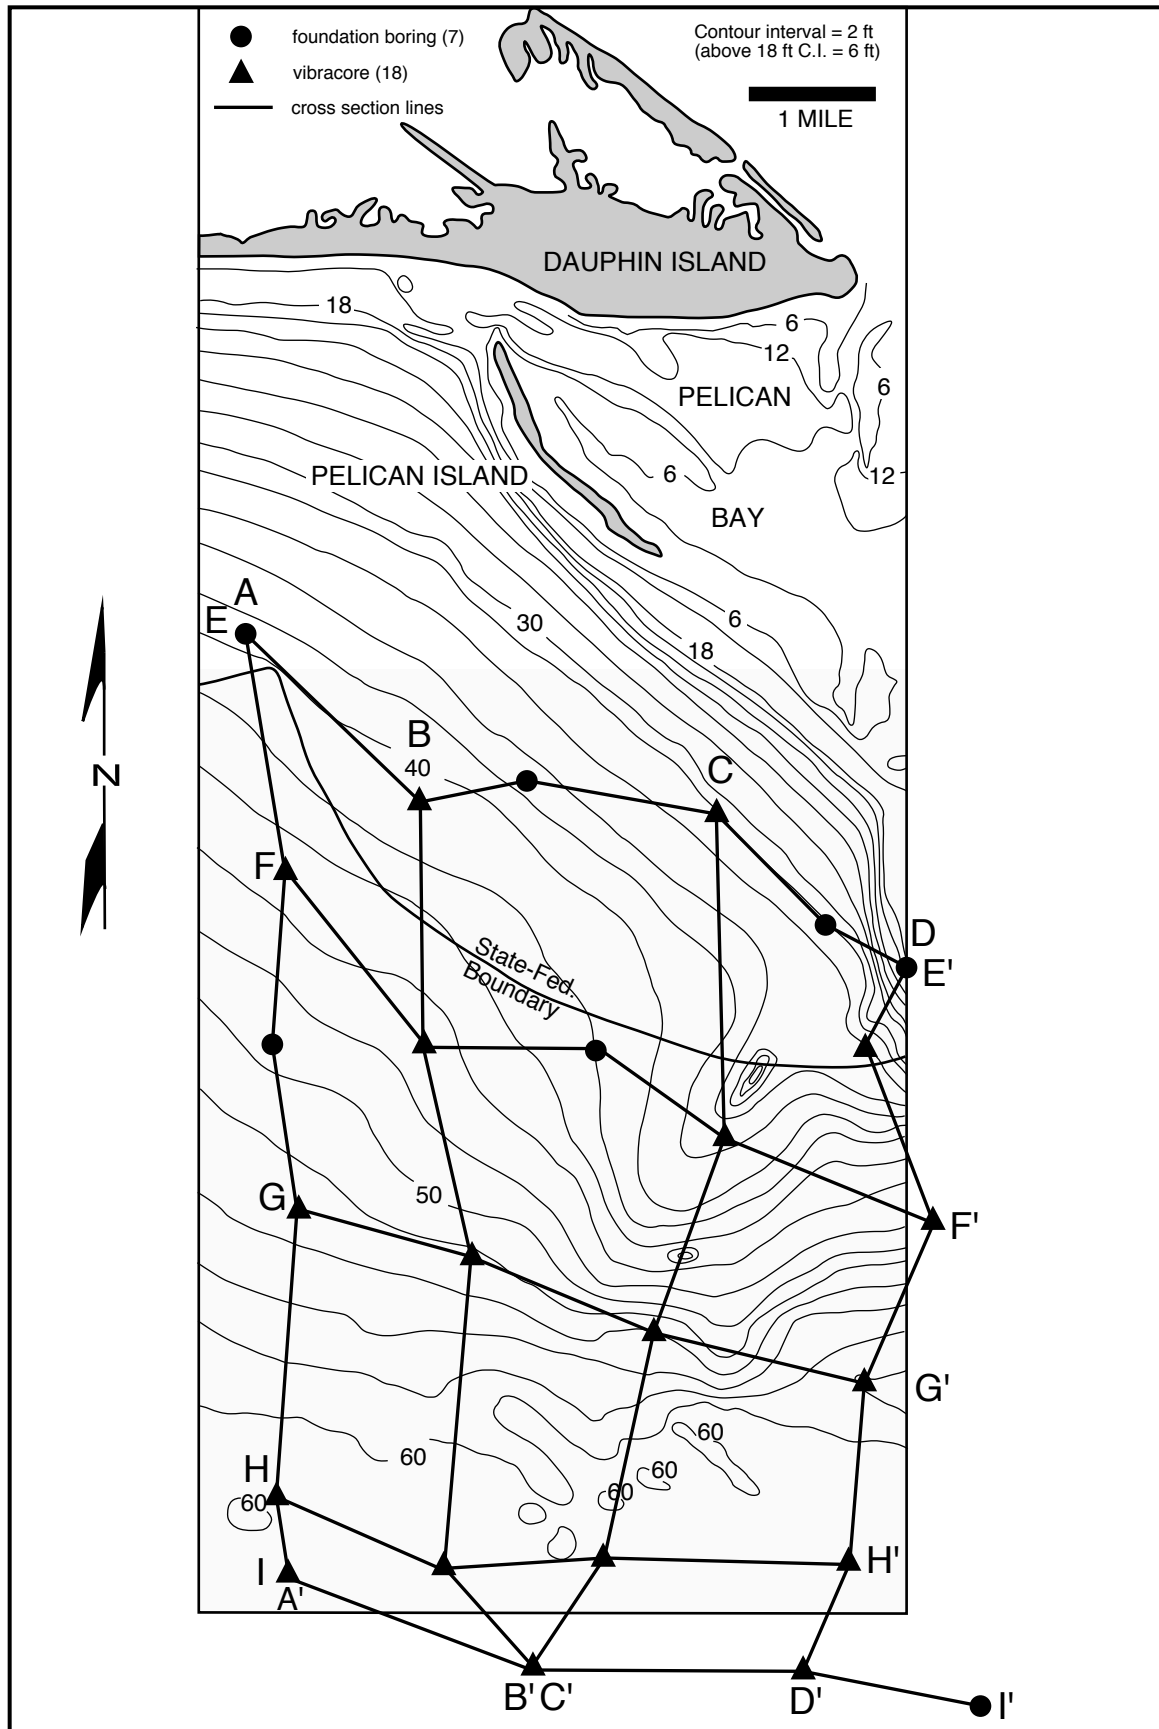 foundation boring (7)
vibracore (18)
cross section lines
Contour interval = 2 ft
(above 18 ft C.I. = 6 ft)
1 MILE
DAUPHIN ISLAND
18
6
12
PELICAN
6
PELICAN ISLAND
6
12
BAY
A
E
30
6
18
N
B
40
C
F
State-Fed.
Boundary
D
E'
G
50
F'
G'
60
60
60
60
H
60
H'
I
A'
B' C'
D'
I'